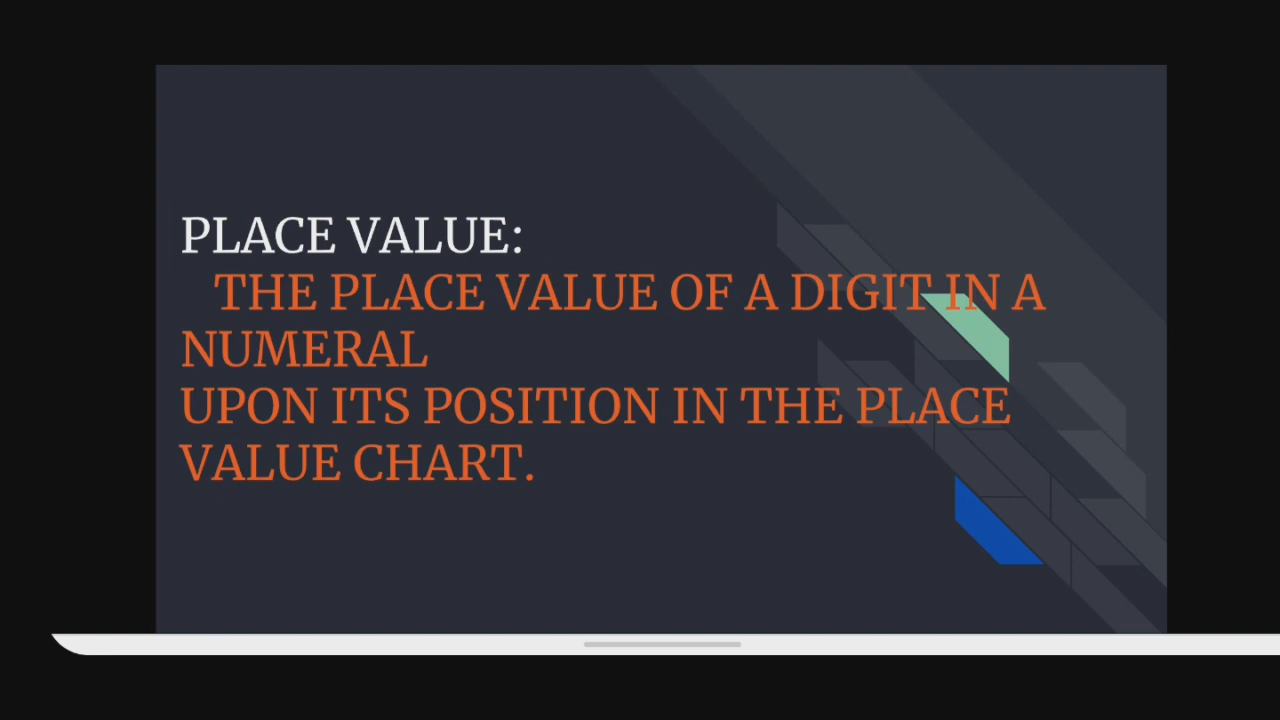 PLACE VALUE:
THE PLACE VALUE OF A DIGIT IN A
NUMERAL
UPON ITS POSITION IN THE PLACE
VALUE CHART.